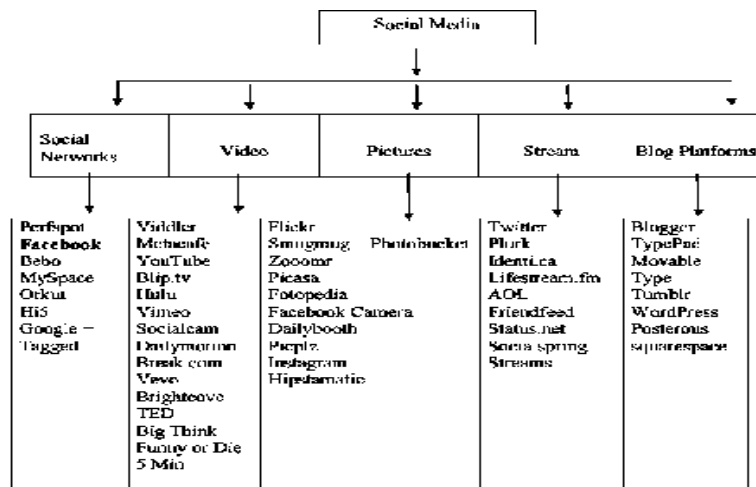 Social Media
Social
Networks
Video
Pictures
Stream
Blog Platforms
Perfspot
Facebook
Bebo
MySpace
Orkut
Hi5
Google +
Tagged
Viddler
Metacafe
YouTube
Blip.tv
Hulu
Vimeo
Socialcam
Dailymotion
Break.com
Vevo
Brightcove
TED
Big Think
Funny or Die
5 Min
Flickr
Smugmug Photobucket
Zooomr
Picasa
Fotopedia
Facebook Camera
Dailybooth
Picplz
Instagram
Hipstamatic
Twitter
Plurk
Identi.ca
Lifestream.fm
AOL
Friendfeed
Status.net
Socialspring
Streams
Blogger
TypePad
Movable
Type
Tumblr
WordPress
Posterous
squarespace